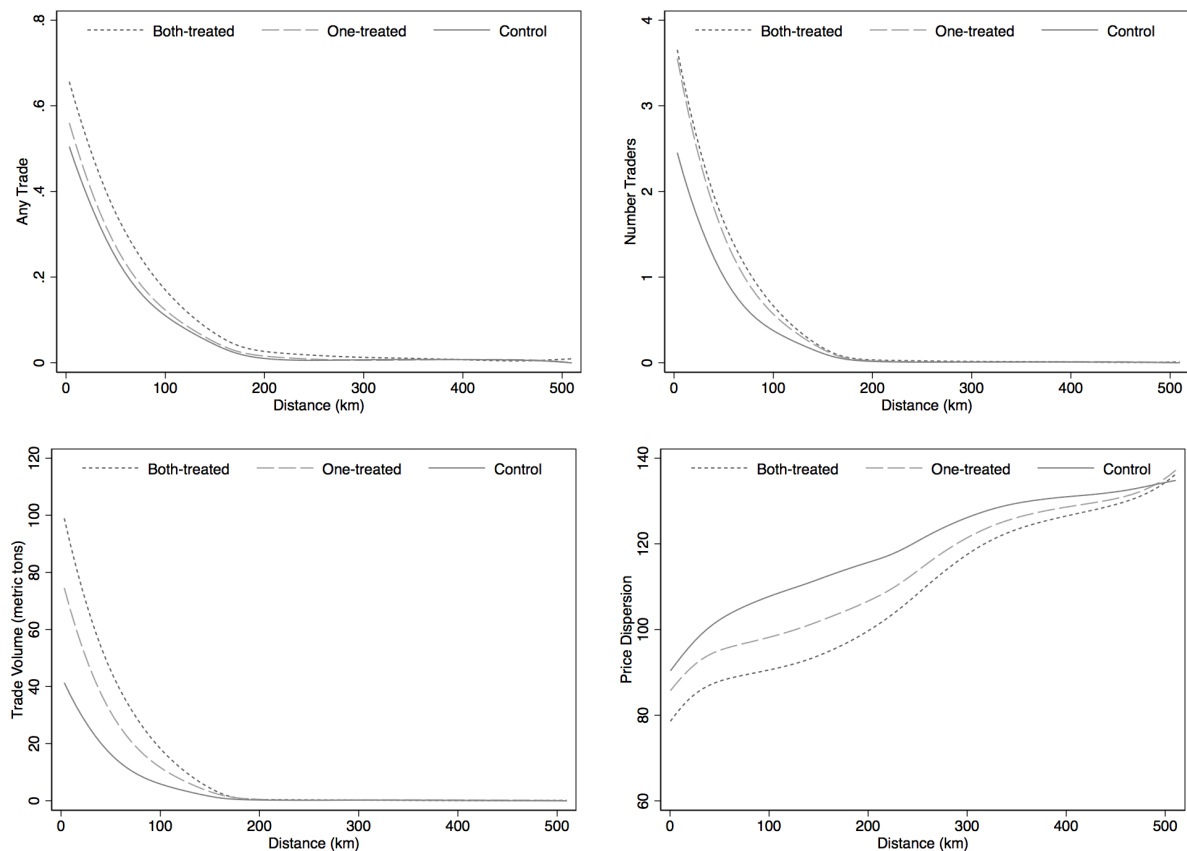 Both-treated One-treated Control
.8
.6
.4
.2
0
Any Trade
0 100 200 300 400 500
Distance (km)
Both-treated One-treated Control
4
3
2
1
0
Number Traders
0 100 200 300 400 500
Distance (km)
Both-treated One-treated Control
120
100
80
60
40
20
0
Trade Volume (metric tons)
0 100 200 300 400 500
Distance (km)
Both-treated One-treated Control
140
120
100
80
60
Price Dispersion
0 100 200 300 400 500
Distance (km)